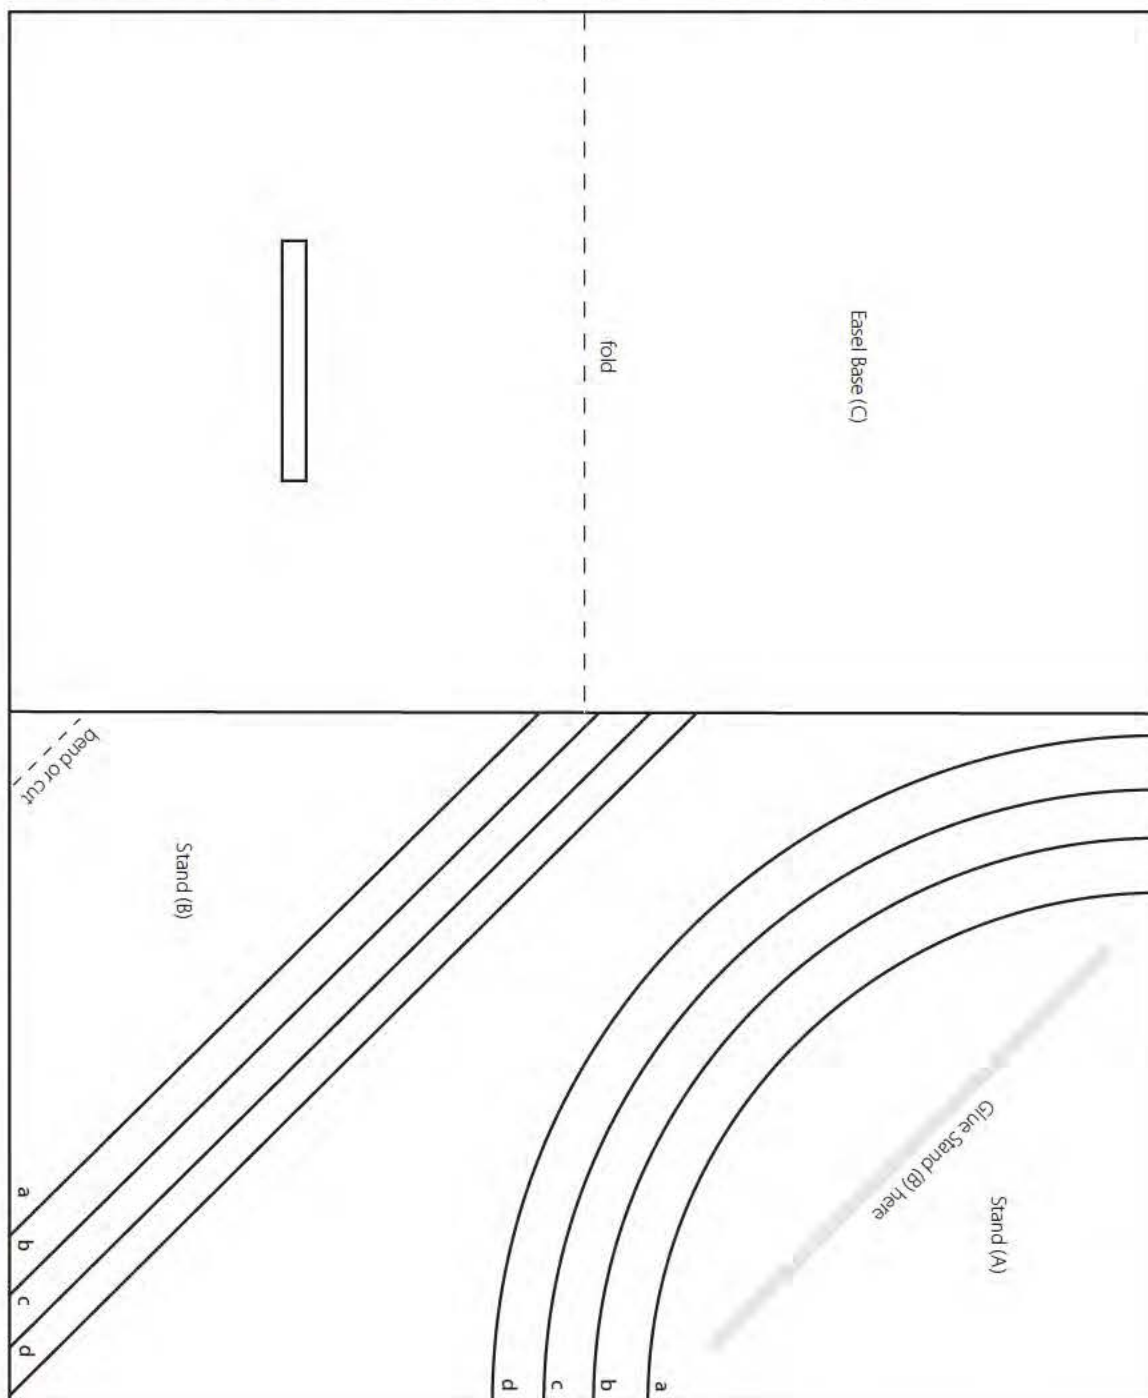 Easel Base (C)
fold
bend or cut
Stand (B)
a
b
c
d
Glue Stand (B) here
Stand (A)
d
c
b
a